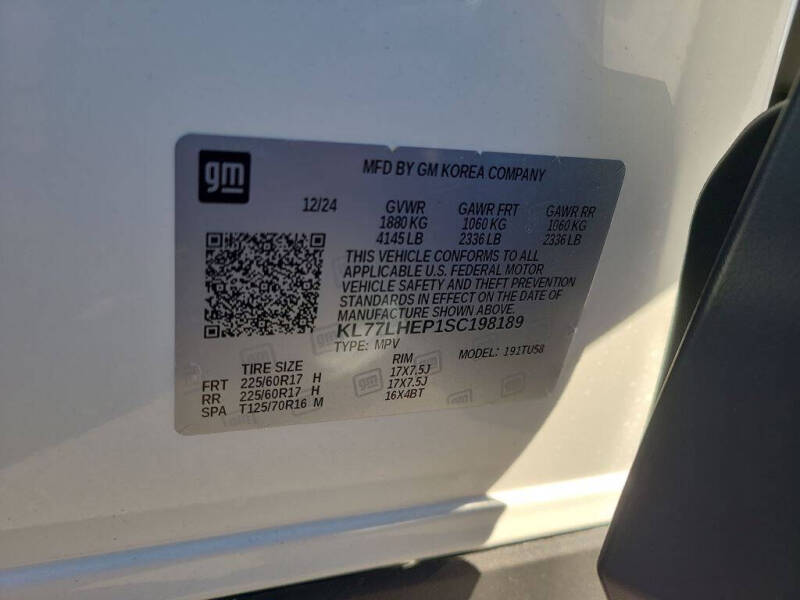 gm
MFD BY GM KOREA COMPANY
12/24 GVWR GAWR FRT GAWR RR
1880 KG 1060 KG 1060 KG
4145 LB 2336 LB 2336 LB
THIS VEHICLE CONFORMS TO ALL
APPLICABLE U.S. FEDERAL MOTOR
VEHICLE SAFETY AND THEFT PREVENTION
STANDARDS IN EFFECT ON THE DATE OF
MANUFACTURE SHOWN ABOVE.
KL77LHEP1SC198189
TYPE: MPV MODEL: 191TU58
TIRE SIZE RIM
FRT 225/60R17 H 17X7.5J
RR 225/60R17 H 17X7.5J
SPA T125/70R16 M 16X4BT